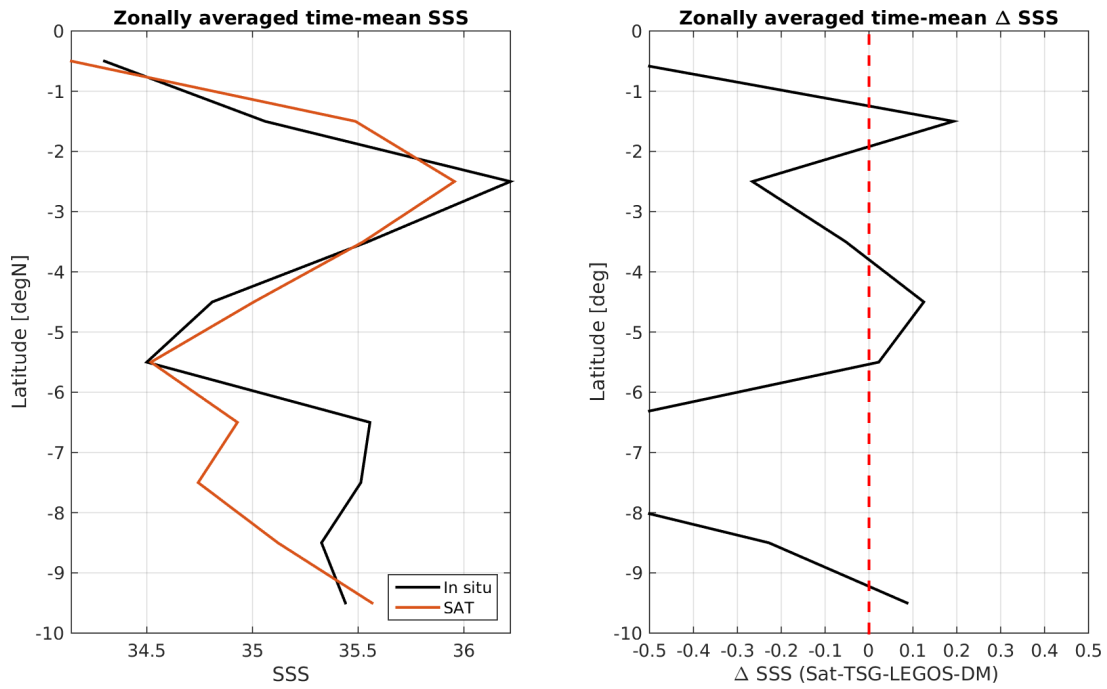 Zonally averaged time-mean SSS
0
-1
-2
-3
-4
-5
-6
-7
-8
-9
-10
Latitude [degN]
34.5 35 35.5 36
SSS
In situ
SAT
Zonally averaged time-mean Δ SSS
0
-1
-2
-3
-4
-5
-6
-7
-8
-9
-10
Latitude [deg]
-0.5 -0.4 -0.3 -0.2 -0.1 0 0.1 0.2 0.3 0.4 0.5
Δ SSS (Sat-TSG-LEGOS-DM)